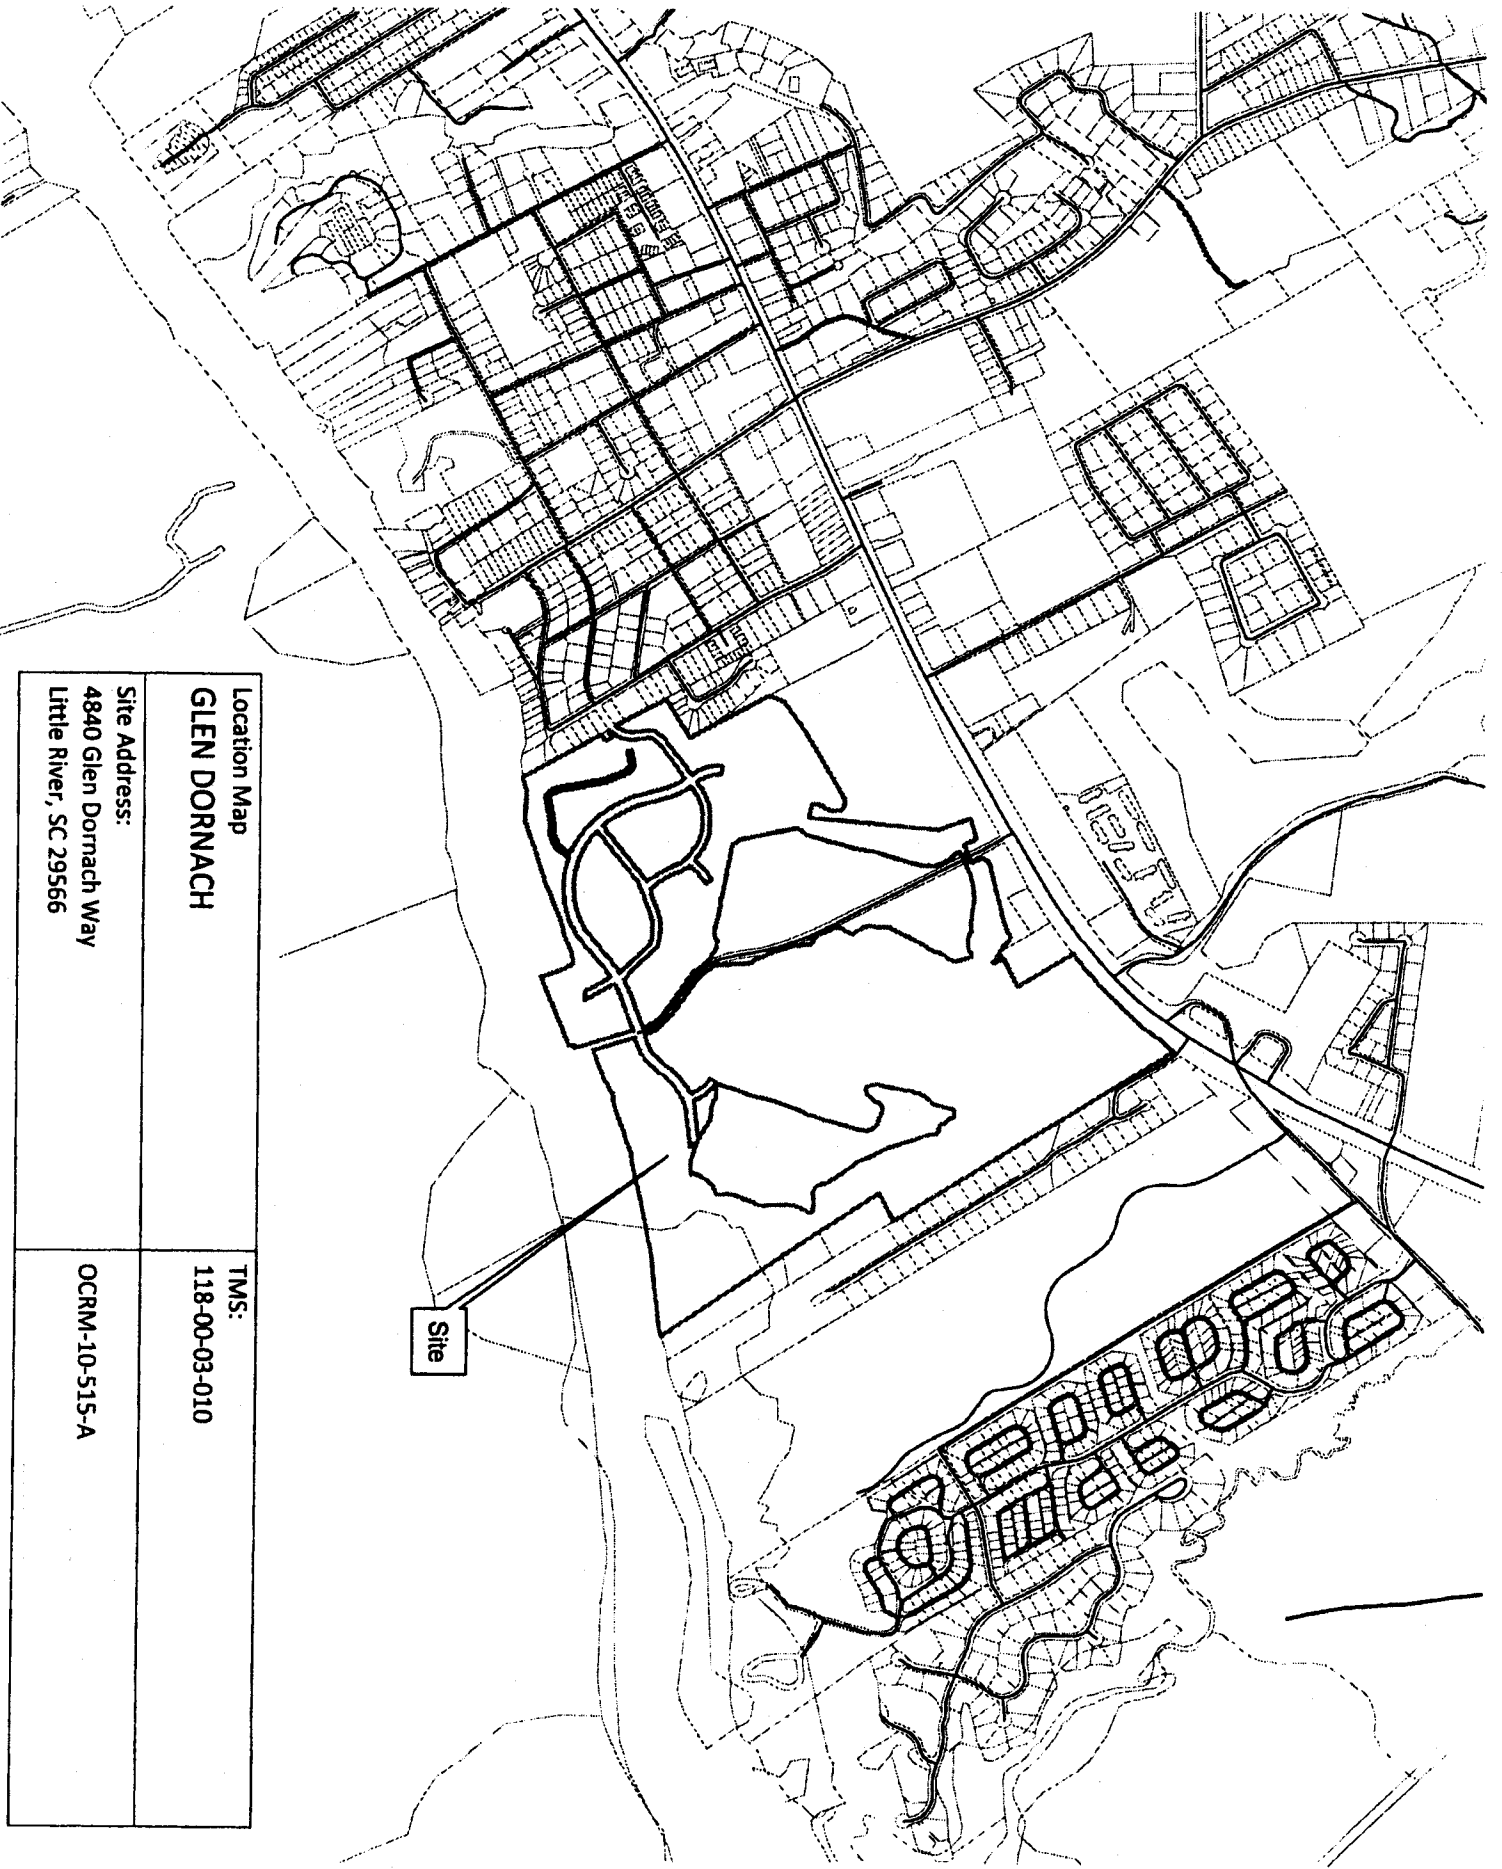 Site
Location Map
GLEN DORNACH
TMS:
118-00-03-010
Site Address:
4840 Glen Dornach Way
Little River, SC 29566
OCRM-10-515-A